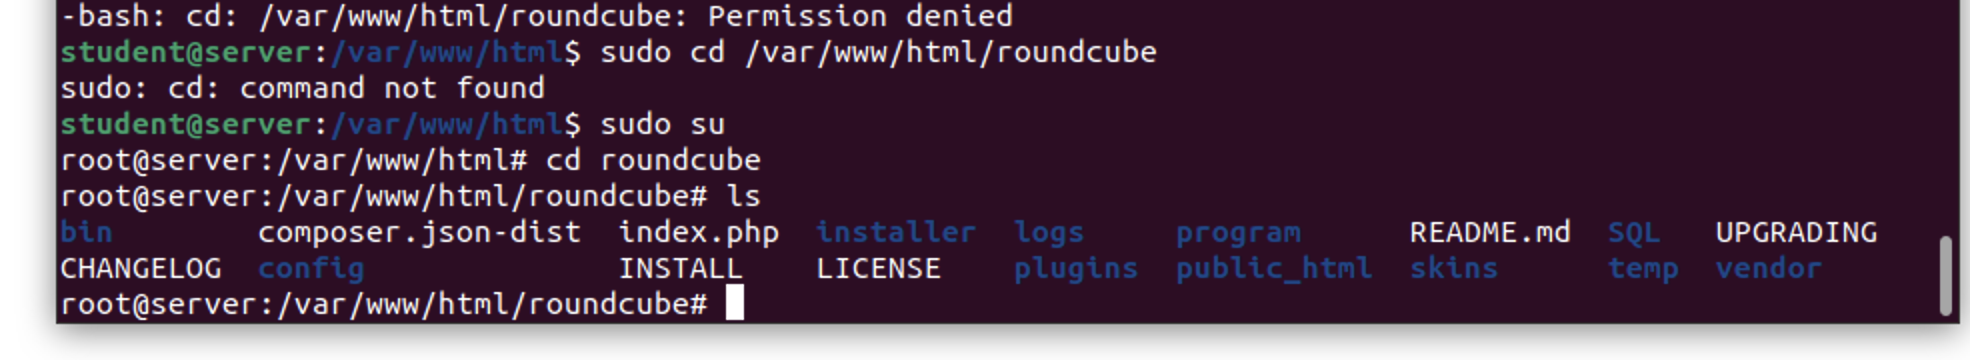 -bash: cd: /var/www/html/roundcube: Permission denied
student@server:/var/www/html$ sudo cd /var/www/html/roundcube
sudo: cd: command not found
student@server:/var/www/html$ sudo su
root@server:/var/www/html# cd roundcube
root@server:/var/www/html/roundcube# ls
bin        composer.json-dist  index.php  installer  logs     program      README.md  SQL   UPGRADING
CHANGELOG  config              INSTALL    LICENSE    plugins  public_html  skins      temp  vendor
root@server:/var/www/html/roundcube#